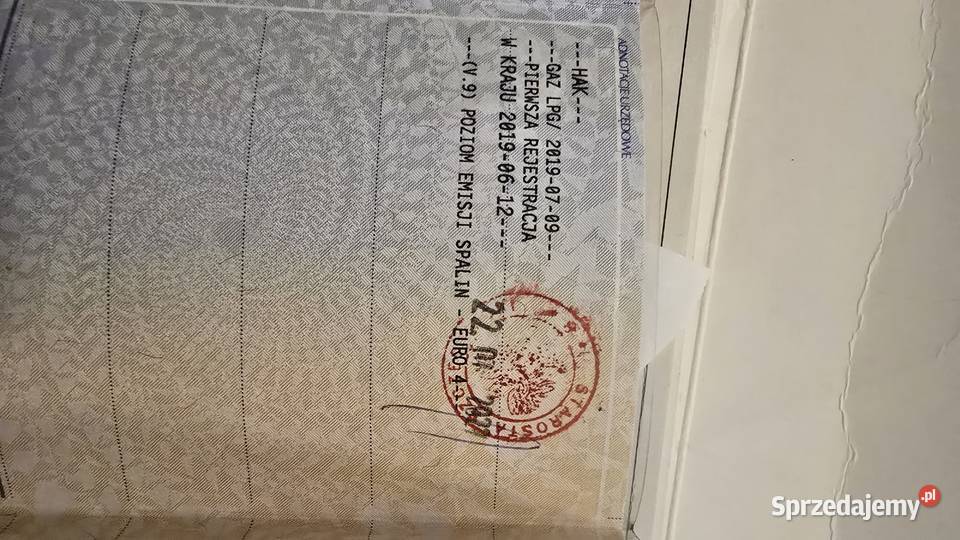 ADNOTACJE URZĘDOWE
---HAK---
---GAZ LPG/ 2019-07-09---
---PIERWSZA REJESTRACJA
W KRAJU 2019-06-12---
---(V.9) POZIOM EMISJI SPALIN - EURO 4
22.
STAROSTA
Sprzedajemy.pl